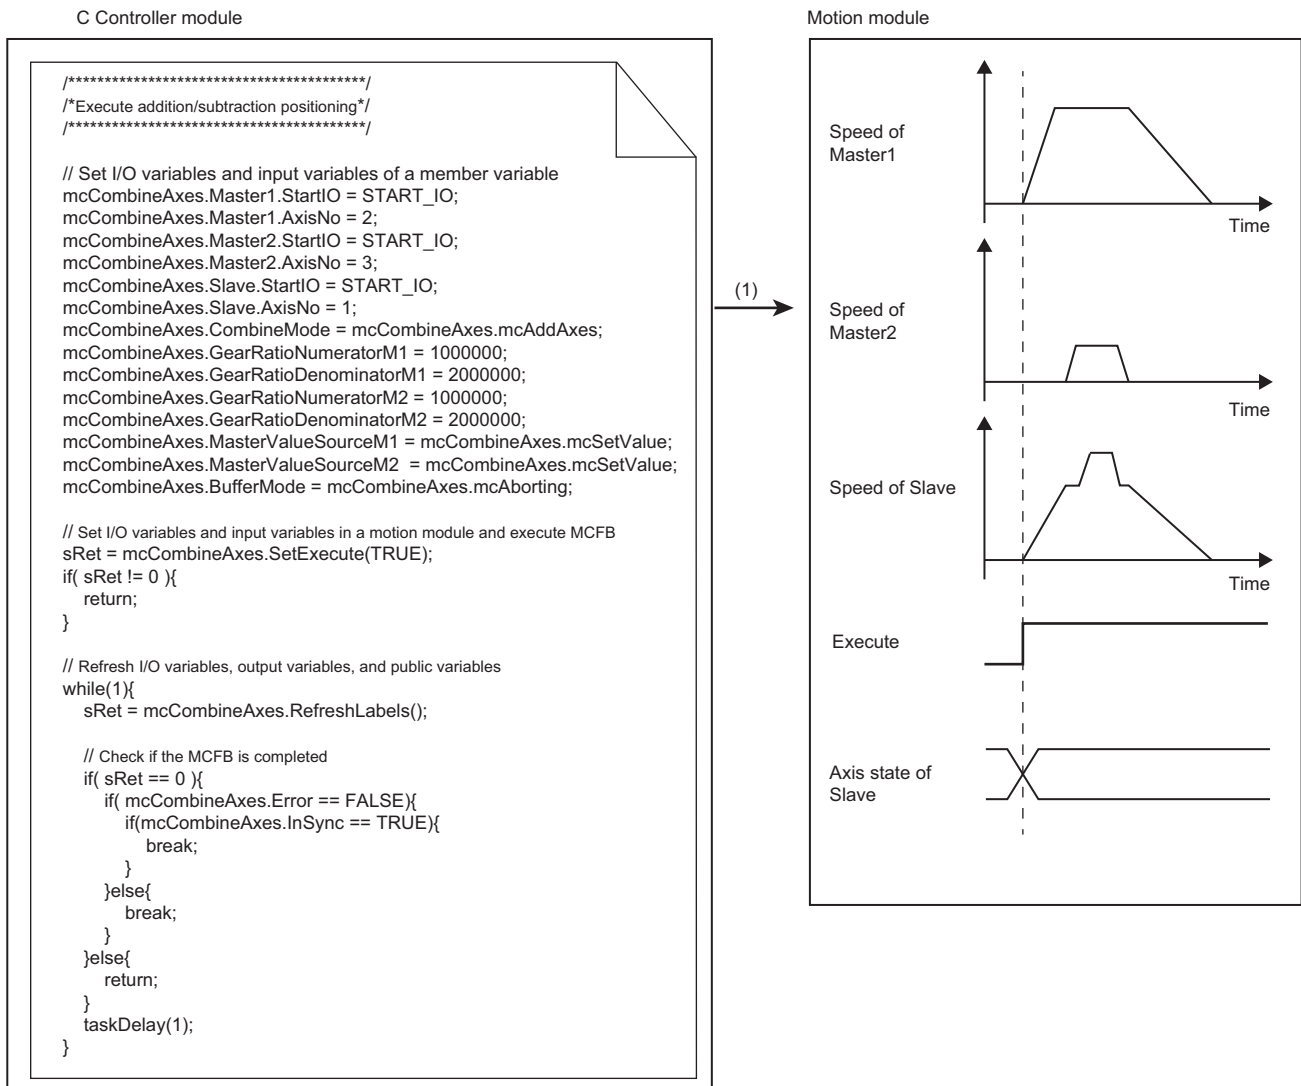 C Controller module
/*****************************************/
/*Execute addition/subtraction positioning*/
/*****************************************/
// Set I/O variables and input variables of a member variable
mcCombineAxes.Master1.StartIO = START_IO;
mcCombineAxes.Master1.AxisNo = 2;
mcCombineAxes.Master2.StartIO = START_IO;
mcCombineAxes.Master2.AxisNo = 3;
mcCombineAxes.Slave.StartIO = START_IO;
mcCombineAxes.Slave.AxisNo = 1;
mcCombineAxes.CombineMode = mcCombineAxes.mcAddAxes;
mcCombineAxes.GearRatioNumeratorM1 = 1000000;
mcCombineAxes.GearRatioDenominatorM1 = 2000000;
mcCombineAxes.GearRatioNumeratorM2 = 1000000;
mcCombineAxes.GearRatioDenominatorM2 = 2000000;
mcCombineAxes.MasterValueSourceM1 = mcCombineAxes.mcSetValue;
mcCombineAxes.MasterValueSourceM2  = mcCombineAxes.mcSetValue;
mcCombineAxes.BufferMode = mcCombineAxes.mcAborting;
// Set I/O variables and input variables in a motion module and execute MCFB
sRet = mcCombineAxes.SetExecute(TRUE);
if( sRet != 0 ){
return;
}
// Refresh I/O variables, output variables, and public variables
while(1){
sRet = mcCombineAxes.RefreshLabels();
// Check if the MCFB is completed
if( sRet == 0 ){
if( mcCombineAxes.Error == FALSE){
if(mcCombineAxes.InSync == TRUE){
break;
}
}else{
break;
}
}else{
return;
}
taskDelay(1);
}
(1)
Motion module
Speed of
Master1
Time
Speed of
Master2
Time
Speed of Slave
Time
Execute
Axis state of
Slave